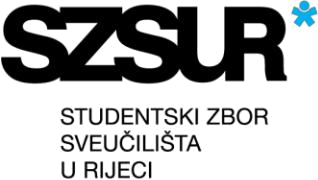 SZSUR
STUDENTSKI ZBOR
SVEUČILIŠTA
U RIJECI